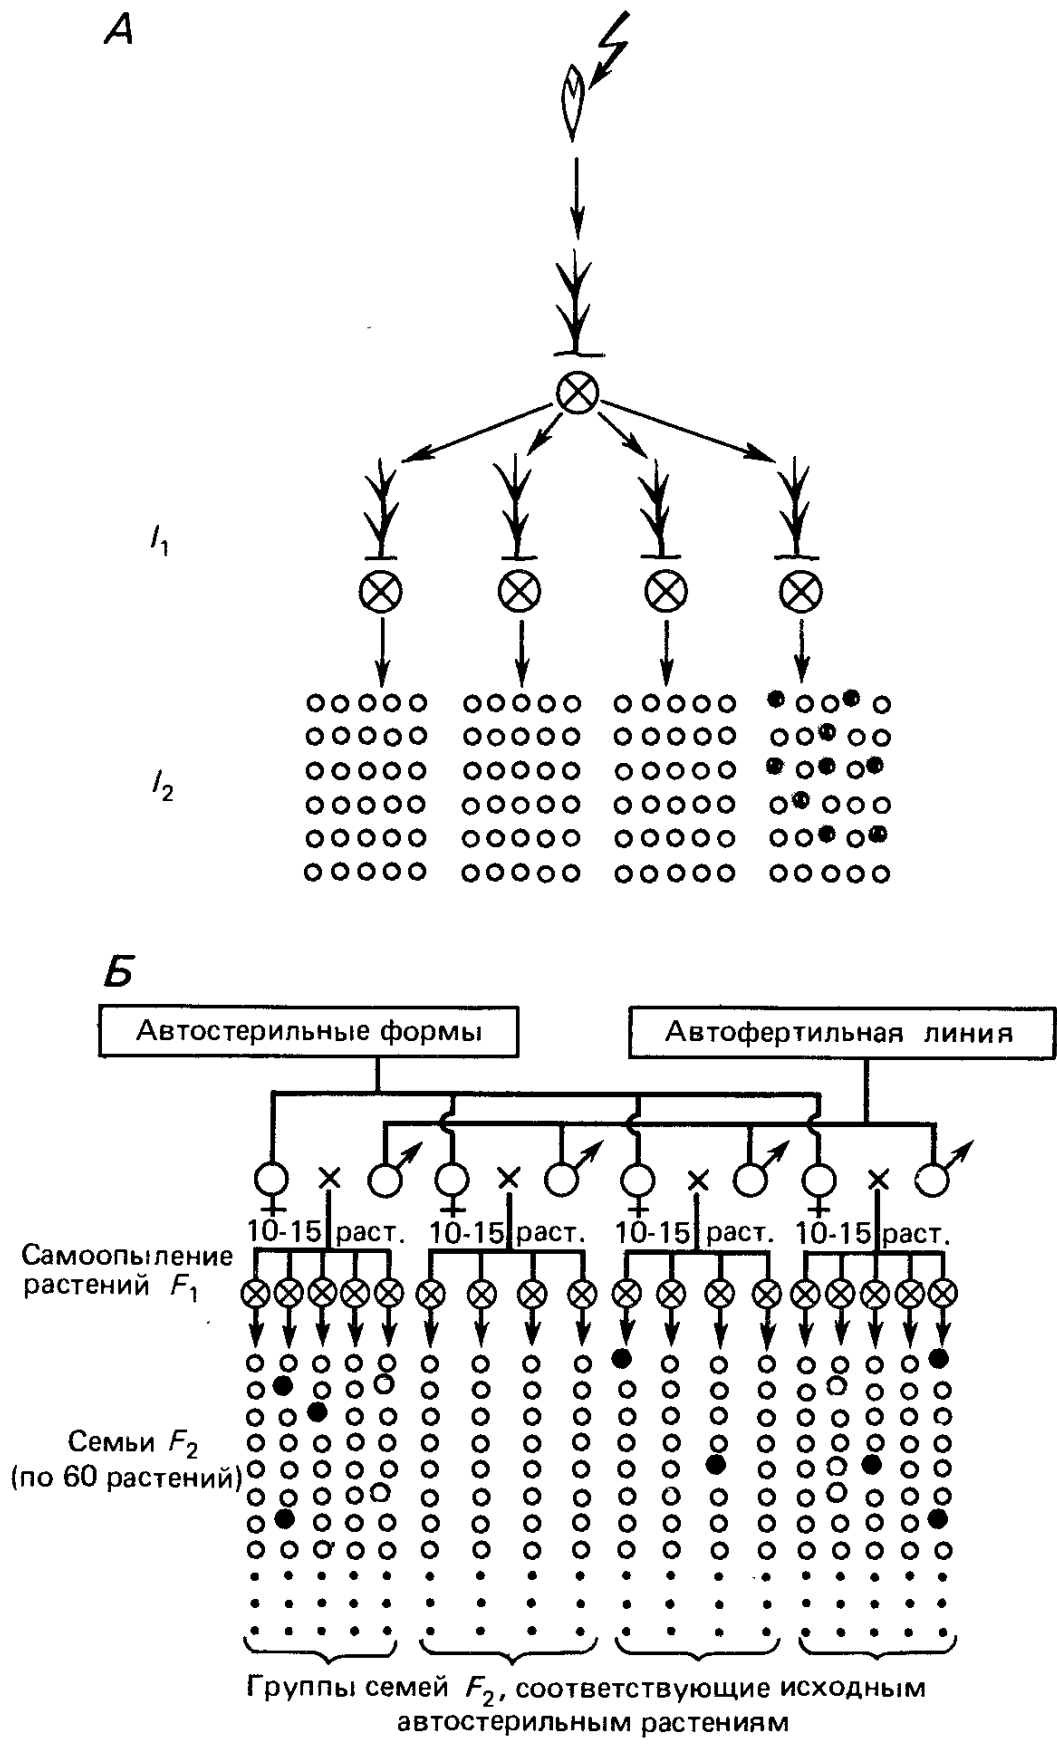 А
I1
I2
Б
Автостерильные формы
Автофертильная линия
10-15 раст.
10-15 раст.
10-15 раст.
10-15 раст.
Самоопыление
растений F1
Семьи F2
(по 60 растений)
Группы семей F2, соответствующие исходным
автостерильным растениям